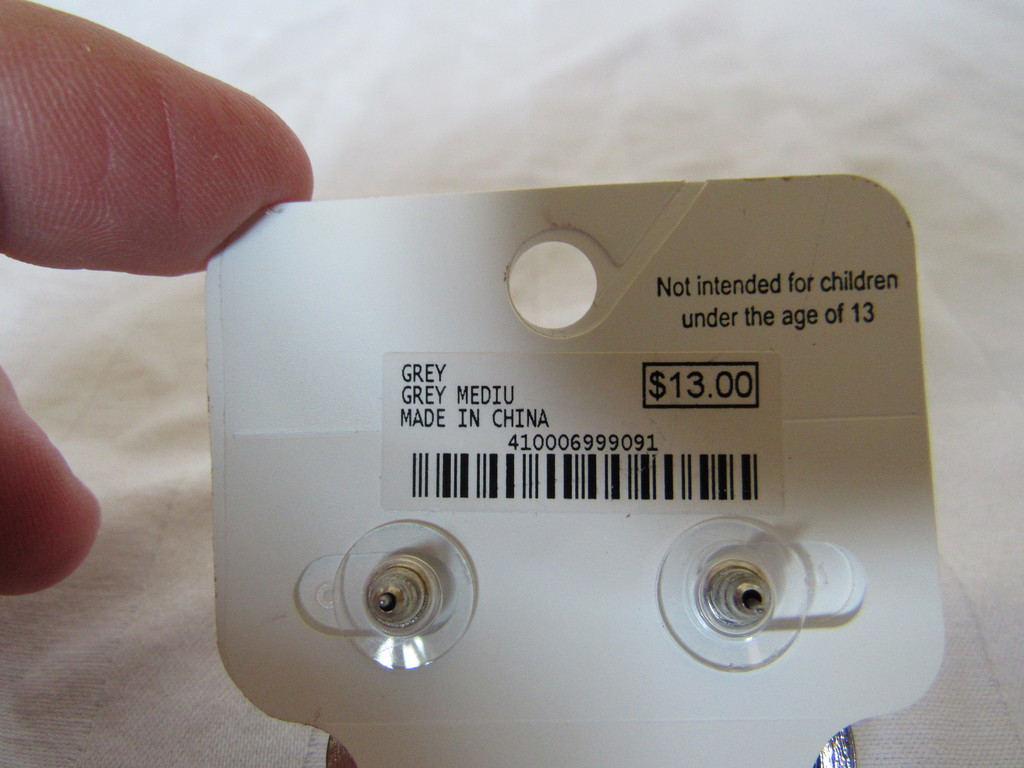 Not intended for children
under the age of 13
GREY
GREY MEDIU
MADE IN CHINA
$13.00
410006999091